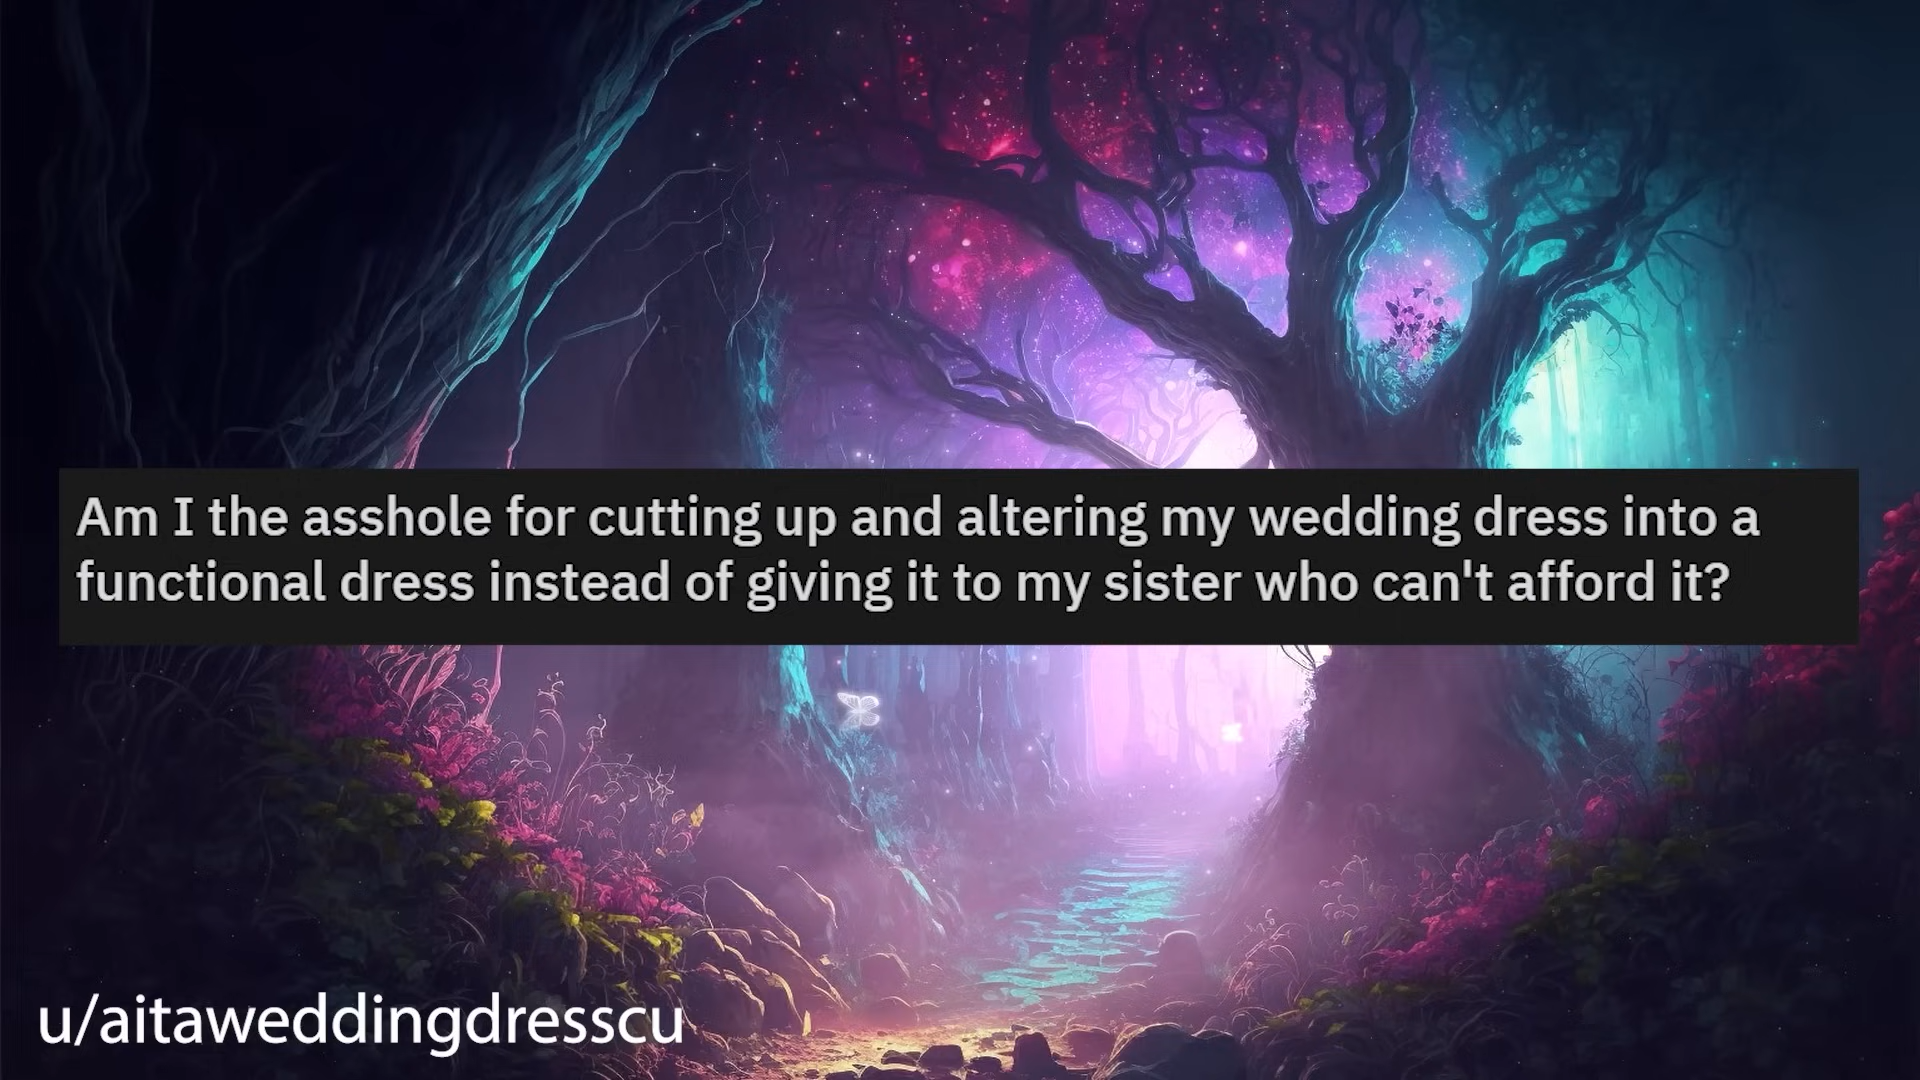 Am I the asshole for cutting up and altering my wedding dress into a
functional dress instead of giving it to my sister who can't afford it?
u/aitaweddingdresscu